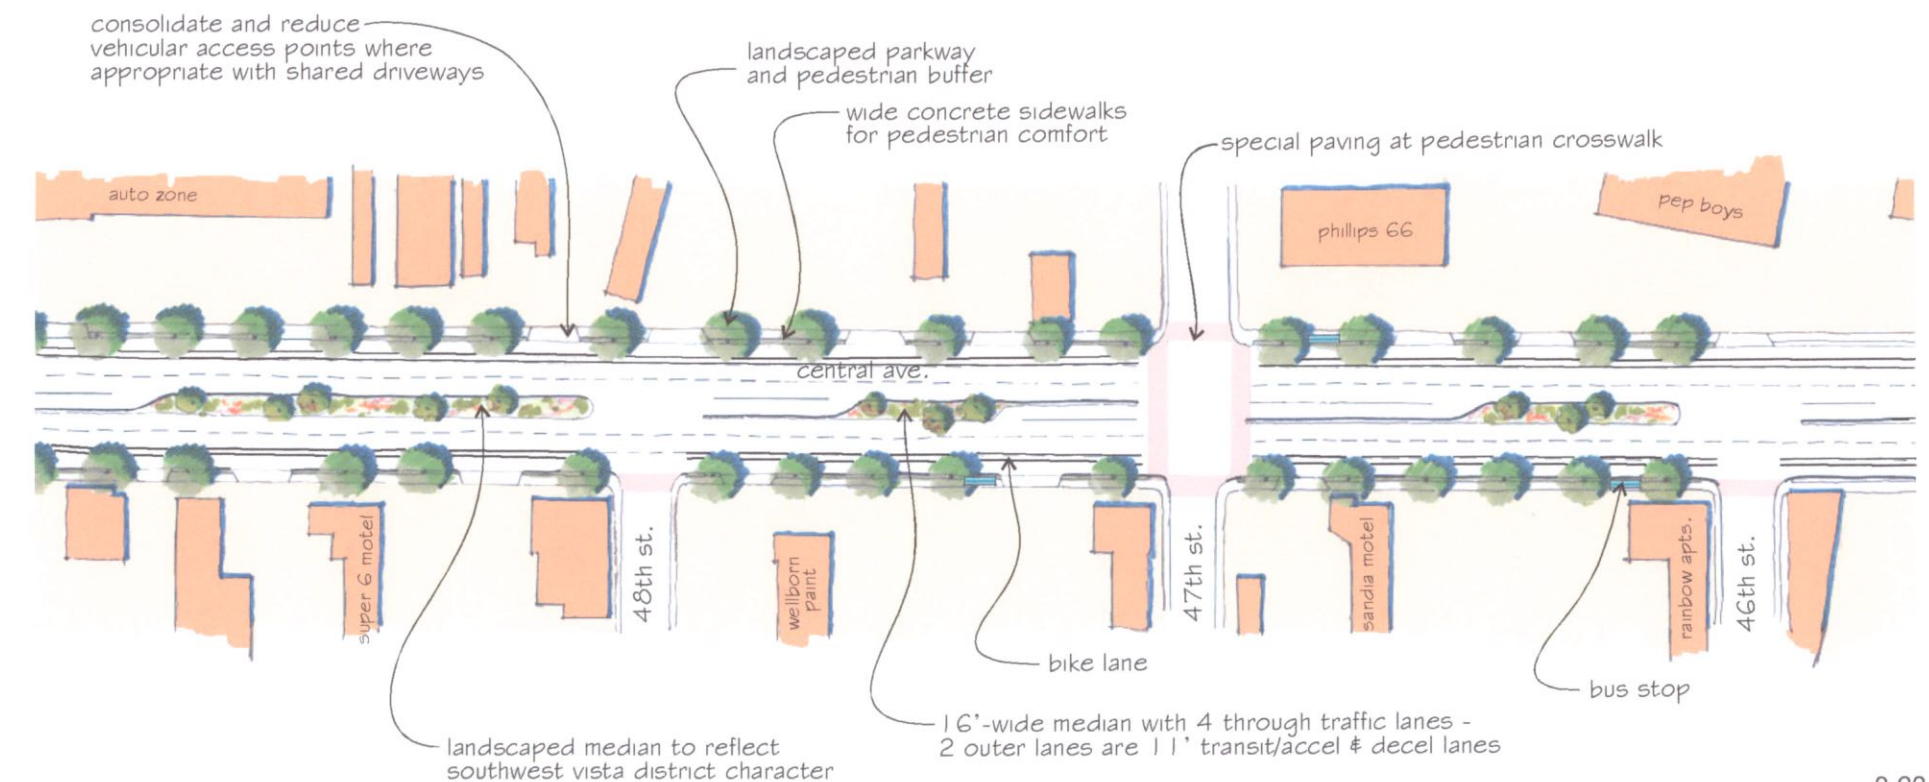 consolidate and reduce
vehicular access points where
appropriate with shared driveways
landscaped parkway
and pedestrian buffer
wide concrete sidewalks
for pedestrian comfort
special paving at pedestrian crosswalk
auto zone
phillips 66
pep boys
central ave.
super 6 motel
48th st.
wellborn
paint
47th st.
sandia motel
rainbow apts.
46th st.
bike lane
bus stop
16'-wide median with 4 through traffic lanes -
2 outer lanes are 11' transit/accel & decel lanes
landscaped median to reflect
southwest vista district character